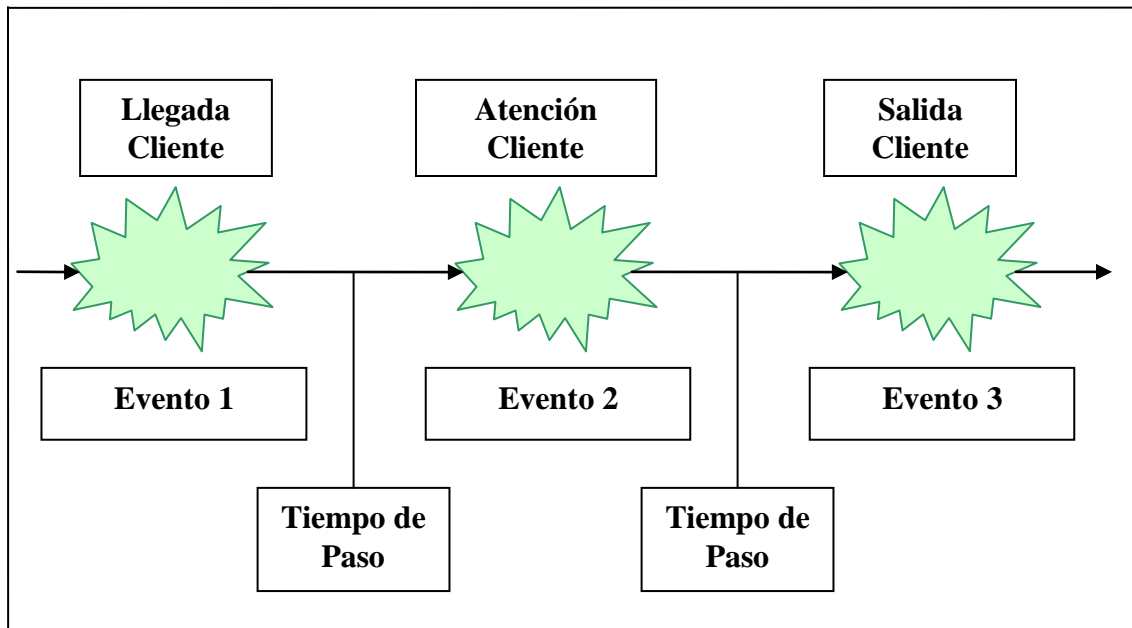 Llegada
Cliente
Atención
Cliente
Salida
Cliente
Evento 1
Evento 2
Evento 3
Tiempo de
Paso
Tiempo de
Paso